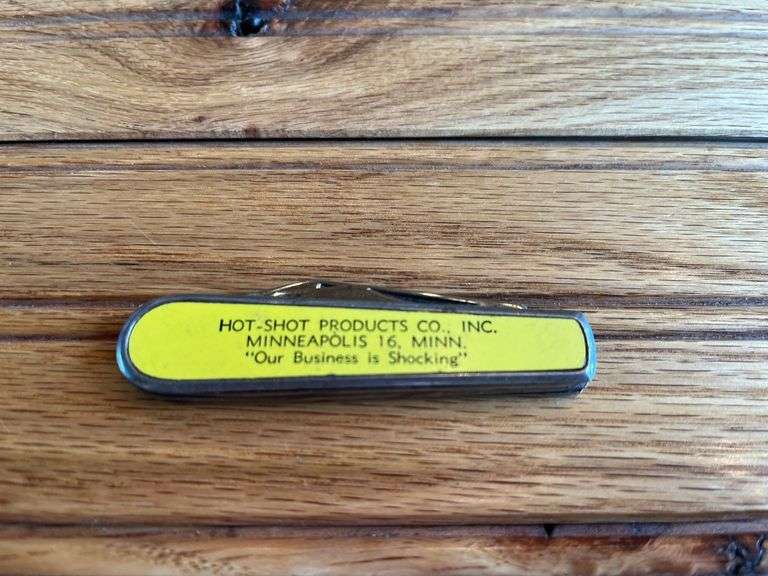 HOT-SHOT PRODUCTS CO., INC.
MINNEAPOLIS 16, MINN.
"Our Business is Shocking"